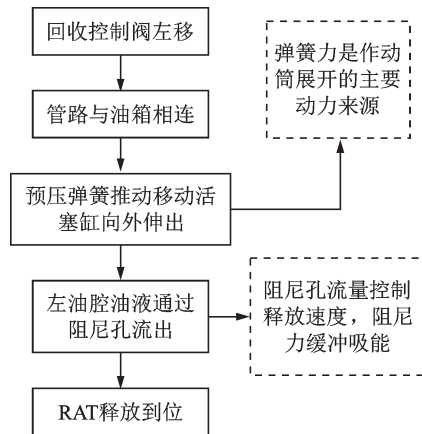 回收控制阀左移
管路与油箱相连
预压弹簧推动移动活
塞缸向外伸出
弹簧力是作动
筒展开的主要
动力来源
左油腔油液通过
阻尼孔流出
阻尼孔流量控制
释放速度，阻尼
力缓冲吸能
RAT释放到位